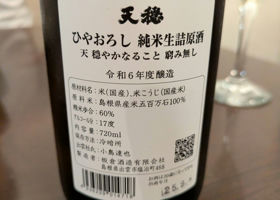 天穏
ひやおろし 純米生詰原酒
天 穏やかなること 窮み無し
令和6年度醸造
原材料名：米(国産)、米こうじ(国産米)
原料米：島根県産米五百万石100%
精米歩合：60%
アルコール分：17度
内容量：720ml
保存方法：冷暗所
出雲杜氏：小島達也
製造者：板倉酒造有限会社
島根県出雲市塩冶町468